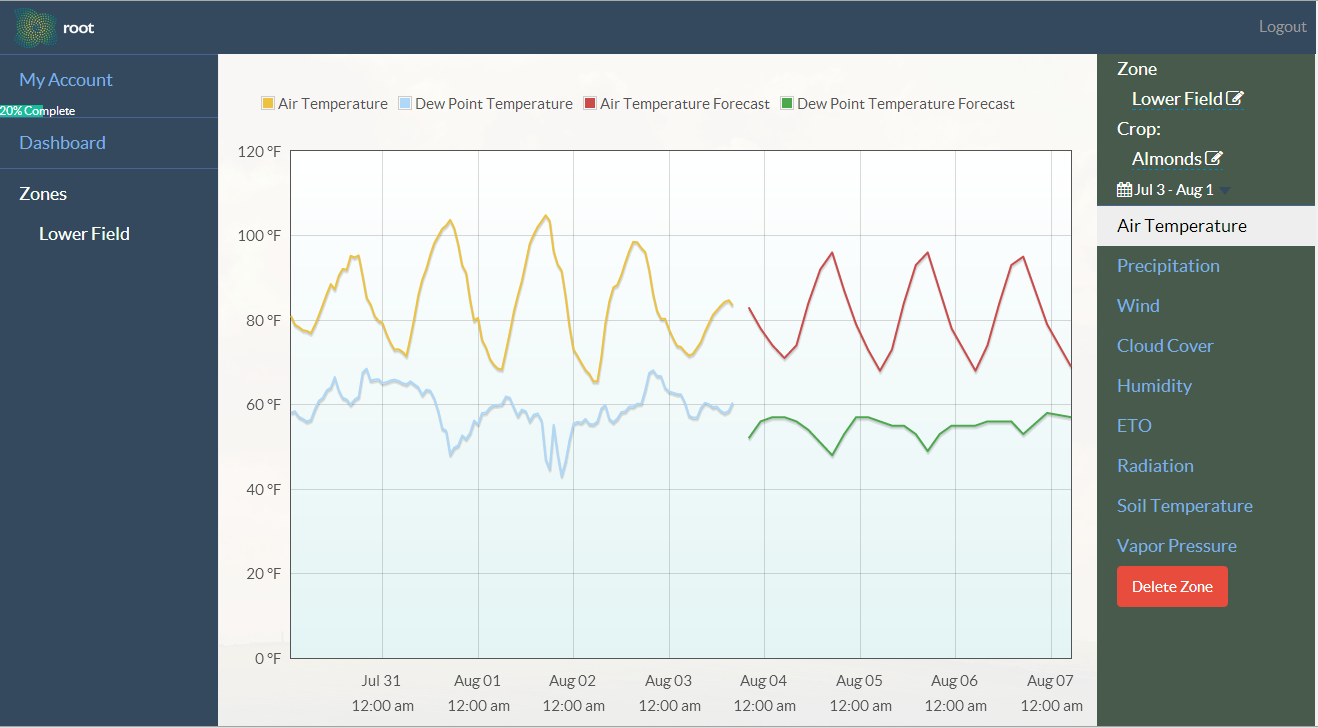 root
Logout
My Account
20% Complete
Dashboard
Zones
Lower Field
Air Temperature Dew Point Temperature Air Temperature Forecast Dew Point Temperature Forecast
120 °F
100 °F
80 °F
60 °F
40 °F
20 °F
0 °F
Jul 31 Aug 01 Aug 02 Aug 03 Aug 04 Aug 05 Aug 06 Aug 07
12:00 am 12:00 am 12:00 am 12:00 am 12:00 am 12:00 am 12:00 am 12:00 am
Zone
Lower Field
Crop:
Almonds
Jul 3 - Aug 1
Air Temperature
Precipitation
Wind
Cloud Cover
Humidity
ETO
Radiation
Soil Temperature
Vapor Pressure
Delete Zone